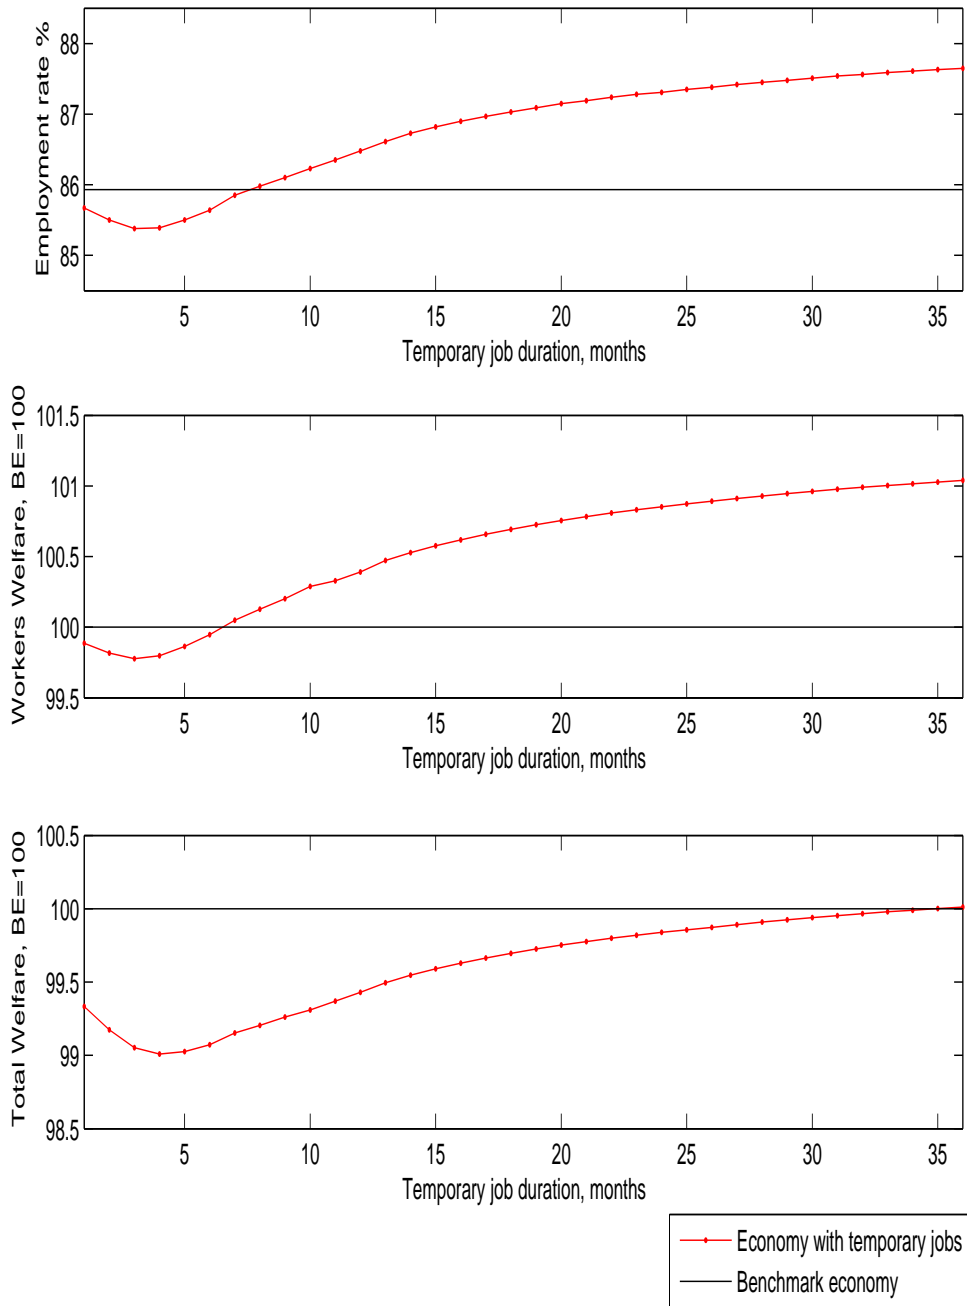 Employment rate %
88
87
86
85
5 10 15 20 25 30 35
Temporary job duration, months
Workers Welfare, BE=100
101.5
101
100.5
100
99.5
5 10 15 20 25 30 35
Temporary job duration, months
Total Welfare, BE=100
100.5
100
99.5
99
98.5
5 10 15 20 25 30 35
Temporary job duration, months
Economy with temporary jobs
Benchmark economy